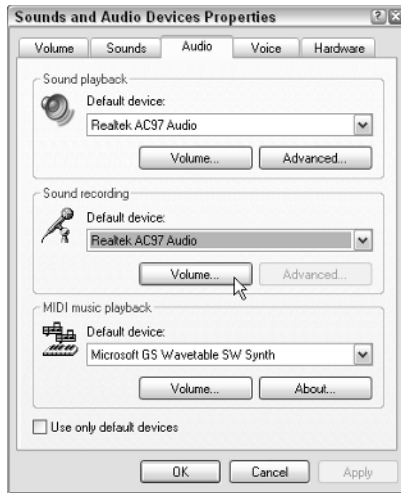 Sounds and Audio Devices Properties
Volume Sounds Audio Voice Hardware
Sound playback
Default device:
Realtek AC97 Audio
Volume... Advanced...
Sound recording
Default device:
Realtek AC97 Audio
Volume... Advanced...
MIDI music playback
Default device:
Microsoft GS Wavetable SW Synth
Volume... About...
Use only default devices
OK Cancel Apply